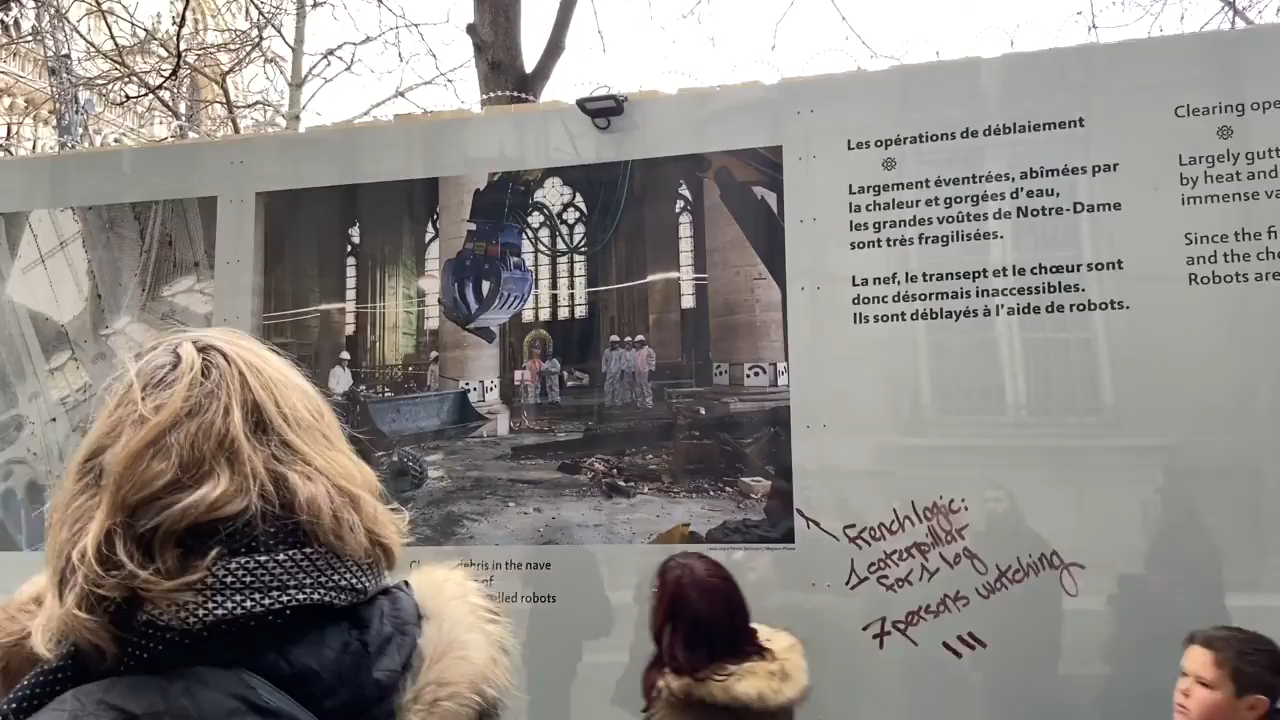 Les opérations de déblaiement
Largement éventrées, abîmées par
la chaleur et gorgées d'eau,
les grandes voûtes de Notre-Dame
sont très fragilisées.
La nef, le transept et le chœur sont
donc désormais inaccessibles.
Ils sont déblayés à l'aide de robots.
Clearing ope
Largely gutt
by heat and
immense va
Since the fi
and the cho
Robots are
debris in the nave
of
lled robots
French logic:
1 caterpillar
for 1 log
7 persons watching
!!!